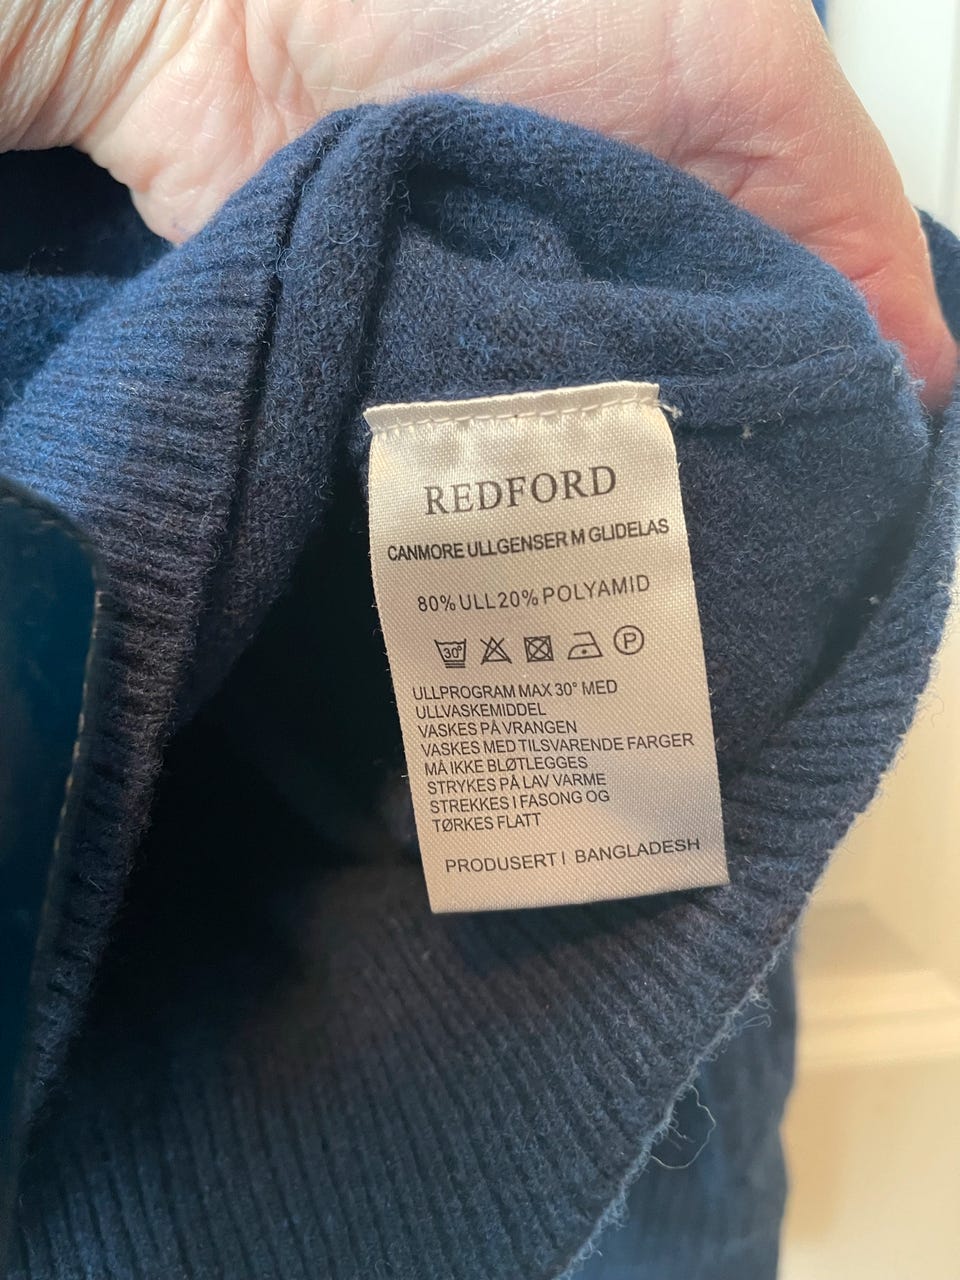 REDFORD
CANMORE ULLGENSER M GLIDELAS
80% ULL 20% POLYAMID
30° P
ULLPROGRAM MAX 30° MED
ULLVASKEMIDDEL
VASKES PÅ VRANGEN
VASKES MED TILSVARENDE FARGER
MÅ IKKE BLØTLEGGES
STRYKES PÅ LAV VARME
STREKKES I FASONG OG
TØRKES FLATT
PRODUSERT I BANGLADESH